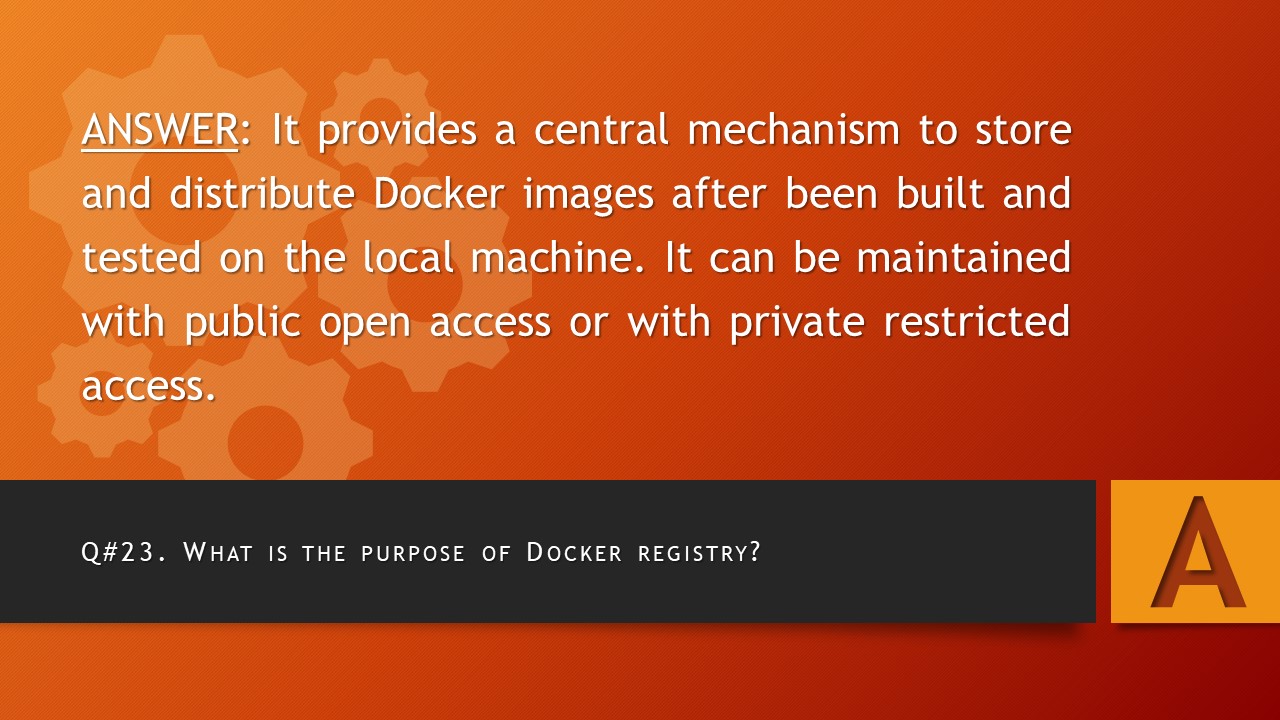 ANSWER: It provides a central mechanism to store
and distribute Docker images after been built and
tested on the local machine. It can be maintained
with public open access or with private restricted
access.
Q#23. What is the purpose of Docker registry?
A